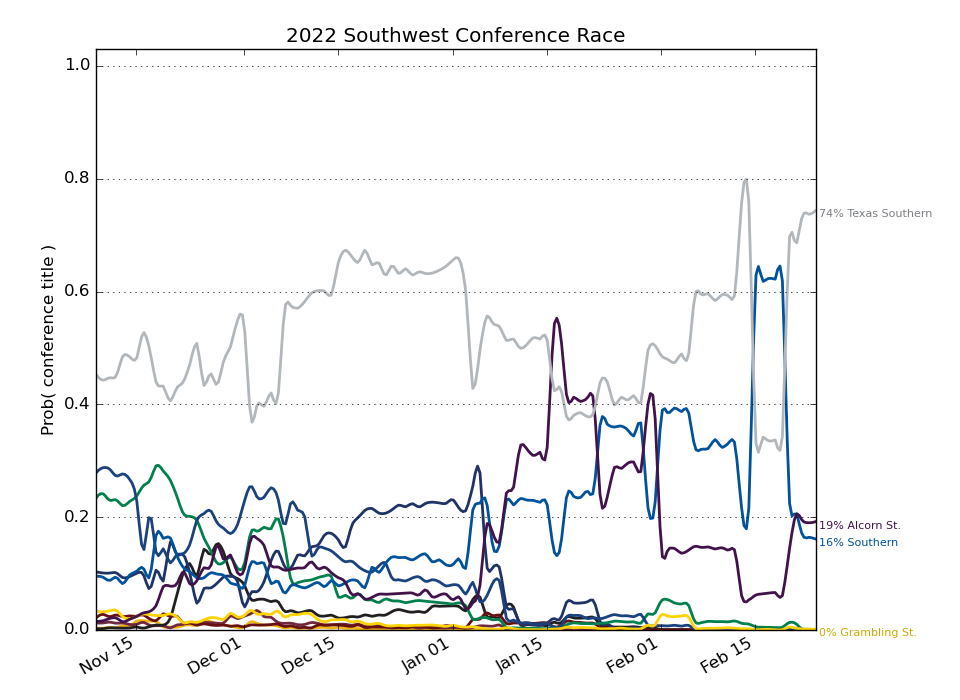 2022 Southwest Conference Race
Prob( conference title )
1.0
0.8
0.6
0.4
0.2
0.0
74% Texas Southern
19% Alcorn St.
16% Southern
0% Grambling St.
Nov 15
Dec 01
Dec 15
Jan 01
Jan 15
Feb 01
Feb 15